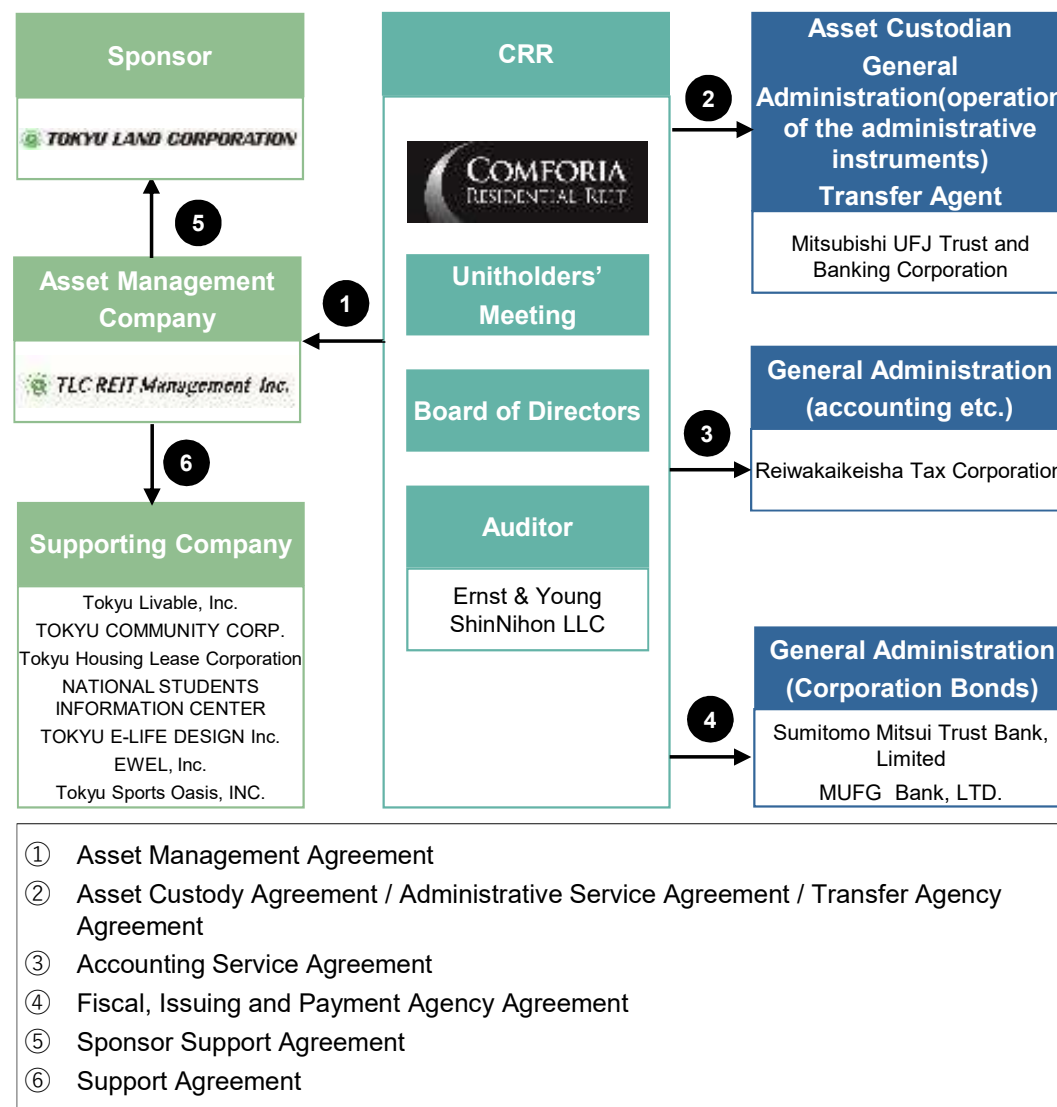 Sponsor
TOKYU LAND CORPORATION
5
Asset Management
Company
TLC REIT Management Inc.
6
Supporting Company
Tokyu Livable, Inc.
TOKYU COMMUNITY CORP.
Tokyu Housing Lease Corporation
NATIONAL STUDENTS
INFORMATION CENTER
TOKYU E-LIFE DESIGN Inc.
EWEL, Inc.
Tokyu Sports Oasis, INC.
1
CRR
COMFORIA
RESIDENTIAL REIT
Unitholders’
Meeting
Board of Directors
Auditor
Ernst & Young
ShinNihon LLC
2
Asset Custodian
General
Administration(operation
of the administrative
instruments)
Transfer Agent
Mitsubishi UFJ Trust and
Banking Corporation
3
General Administration
(accounting etc.)
Reiwakaikeisha Tax Corporation
4
General Administration
(Corporation Bonds)
Sumitomo Mitsui Trust Bank,
Limited
MUFG Bank, LTD.
① Asset Management Agreement
② Asset Custody Agreement / Administrative Service Agreement / Transfer Agency
Agreement
③ Accounting Service Agreement
④ Fiscal, Issuing and Payment Agency Agreement
⑤ Sponsor Support Agreement
⑥ Support Agreement